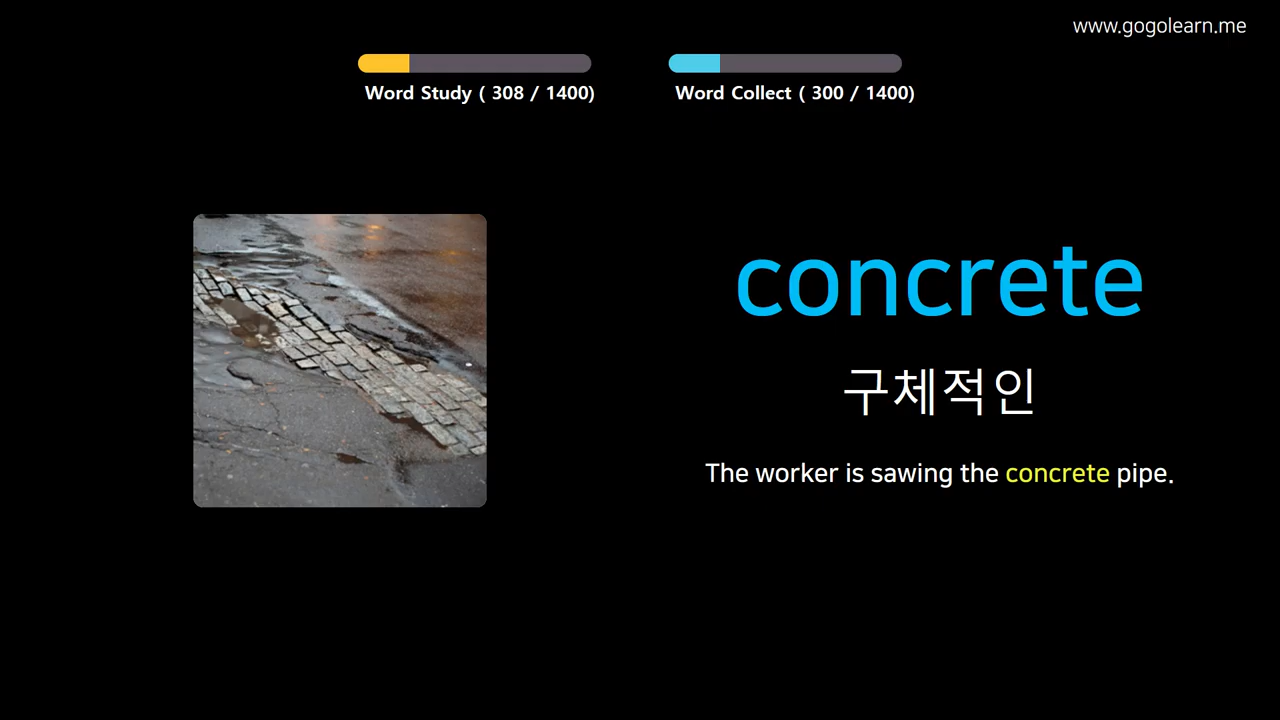 www.gogolearn.me
Word Study ( 308 / 1400)
Word Collect ( 300 / 1400)
concrete
구체적인
The worker is sawing the concrete pipe.